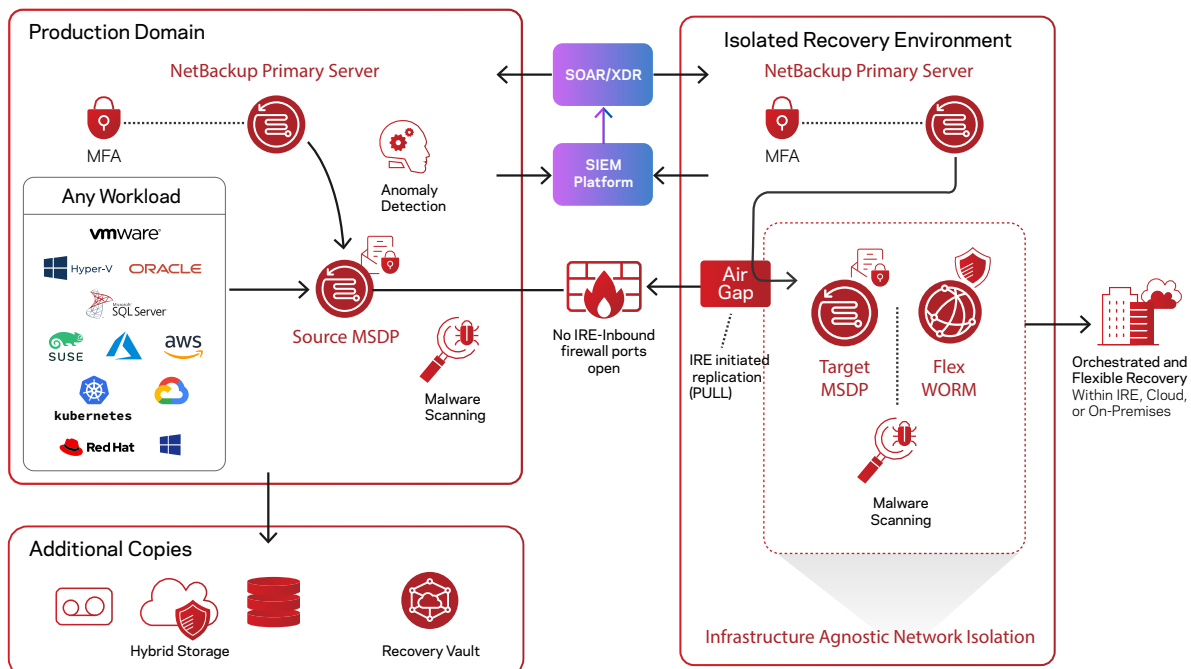 Production Domain
NetBackup Primary Server
MFA
Anomaly
Detection
Any Workload
vmware®
Hyper-V
ORACLE
Microsoft
SQL Server
SUSE
aws
kubernetes
Red Hat
Source MSDP
Malware
Scanning
SOAR/XDR
SIEM
Platform
No IRE-Inbound
firewall ports
open
Isolated Recovery Environment
NetBackup Primary Server
MFA
Air
Gap
IRE initiated
replication
(PULL)
Target
MSDP
Flex
WORM
Malware
Scanning
Infrastructure Agnostic Network Isolation
Orchestrated and
Flexible Recovery
Within IRE, Cloud,
or On-Premises
Additional Copies
Hybrid Storage
Recovery Vault